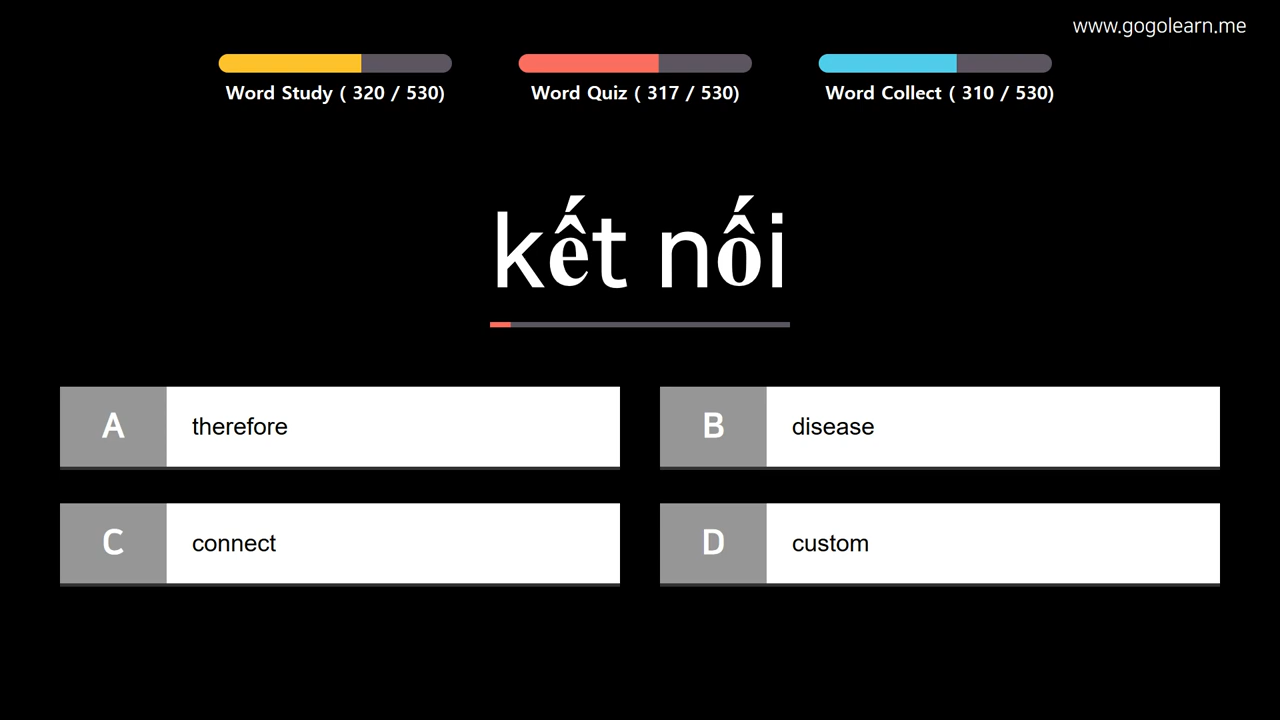 www.gogolearn.me
Word Study ( 320 / 530)
Word Quiz ( 317 / 530)
Word Collect ( 310 / 530)
kết nối
A therefore
B disease
C connect
D custom